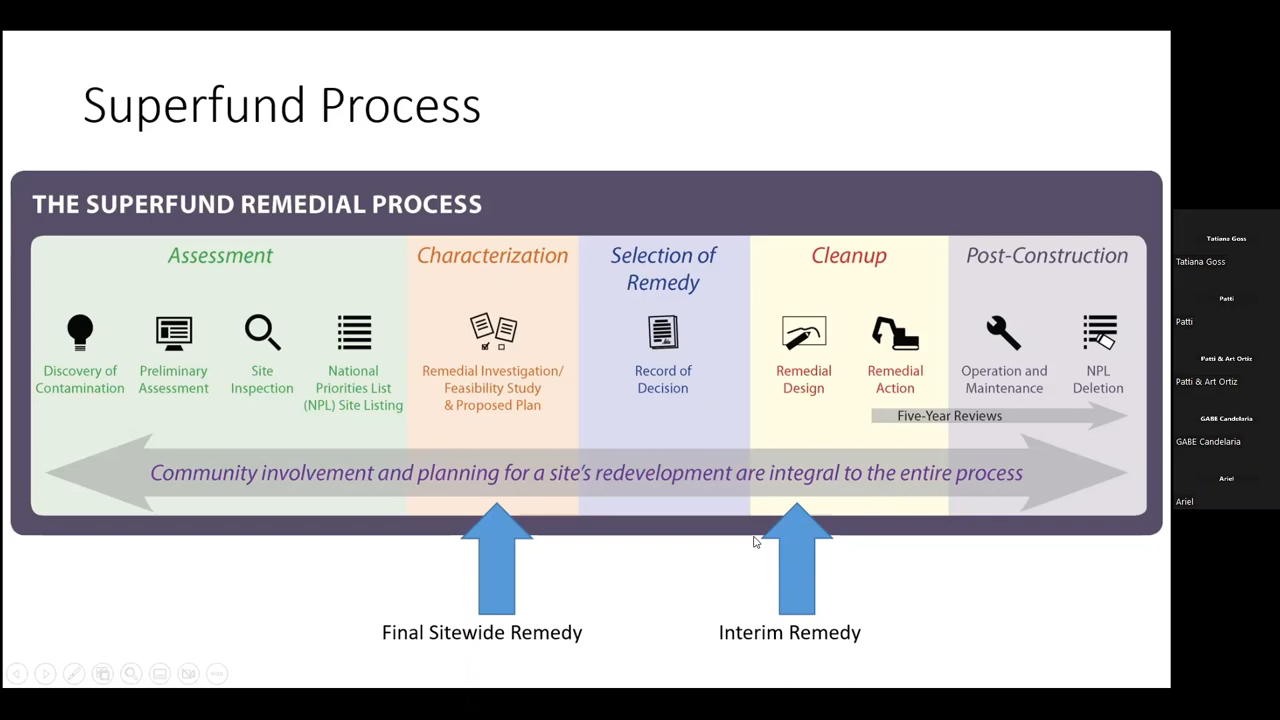 Superfund Process
THE SUPERFUND REMEDIAL PROCESS
Assessment
Discovery of
Contamination
Preliminary
Assessment
Site
Inspection
National
Priorities List
(NPL) Site Listing
Characterization
Remedial Investigation/
Feasibility Study
& Proposed Plan
Selection of
Remedy
Record of
Decision
Cleanup
Remedial
Design
Remedial
Action
Post-Construction
Operation and
Maintenance
NPL
Deletion
Five-Year Reviews
Community involvement and planning for a site's redevelopment are integral to the entire process
Final Sitewide Remedy
Interim Remedy
Tatiana Goss
Tatiana Goss
Patti
Patti
Patti & Art Ortiz
Patti & Art Ortiz
GABE Candelaria
GABE Candelaria
Ariel
Ariel